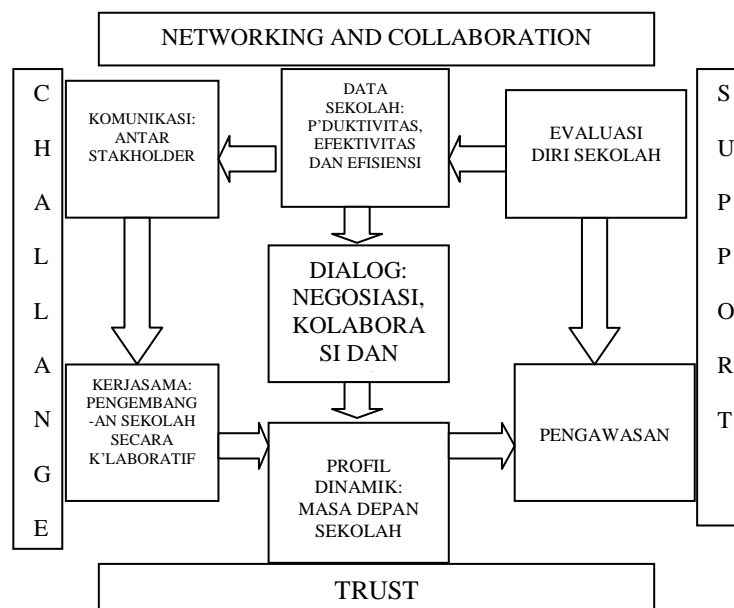 NETWORKING AND COLLABORATION
C
H
A
L
L
A
N
G
E
KOMUNIKASI:
ANTAR
STAKHOLDER
DATA
SEKOLAH:
P'DUKTIVITAS,
EFEKTIVITAS
DAN EFISIENSI
EVALUASI
DIRI SEKOLAH
S
U
P
P
O
R
T
DIALOG:
NEGOSIASI,
KOLABORA
SI DAN
KERJASAMA:
PENGEMBANG
-AN SEKOLAH
SECARA
K'LABORATIF
PROFIL
DINAMIK:
MASA DEPAN
SEKOLAH
PENGAWASAN
TRUST